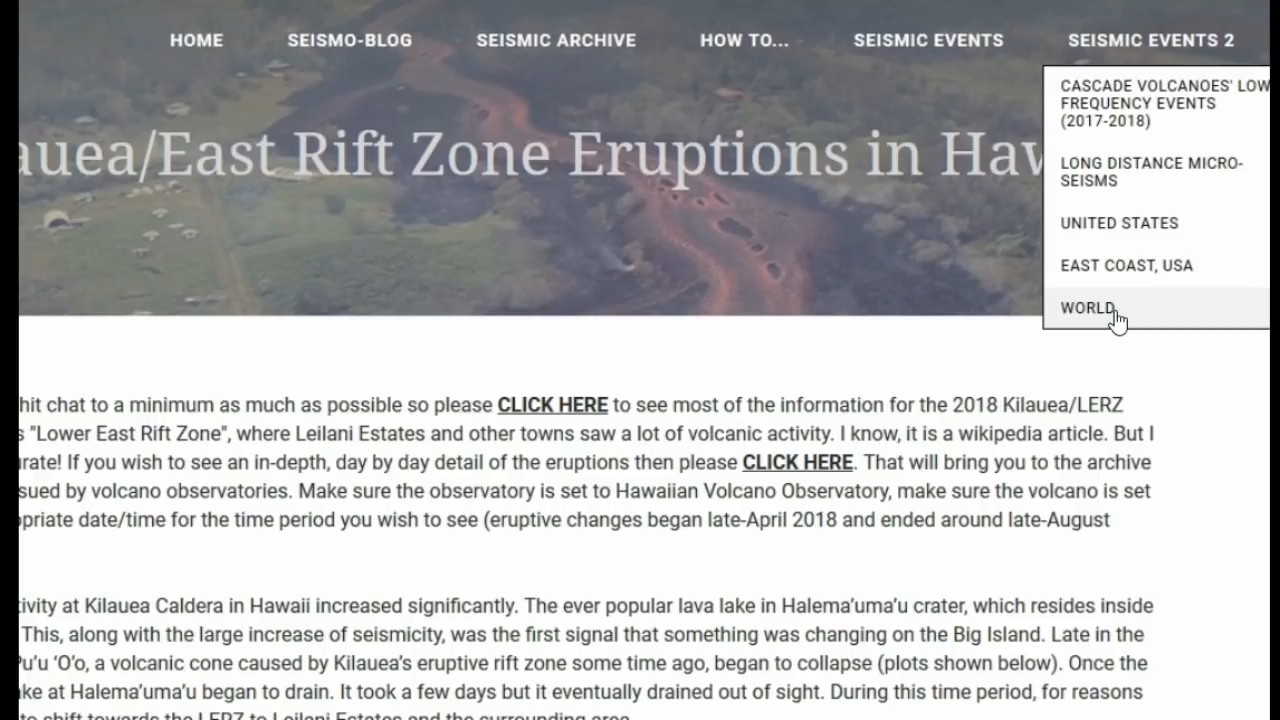 HOME SEISMO-BLOG SEISMIC ARCHIVE HOW TO... SEISMIC EVENTS SEISMIC EVENTS 2
CASCADE VOLCANOES' LOW
FREQUENCY EVENTS
(2017-2018)
LONG DISTANCE MICRO-
SEISMS
UNITED STATES
EAST COAST, USA
WORLD
auea/East Rift Zone Eruptions in Haw
hit chat to a minimum as much as possible so please CLICK HERE to see most of the information for the 2018 Kilauea/LERZ
s "Lower East Rift Zone", where Leilani Estates and other towns saw a lot of volcanic activity. I know, it is a wikipedia article. But I
rate! If you wish to see an in-depth, day by day detail of the eruptions then please CLICK HERE. That will bring you to the archive
sued by volcano observatories. Make sure the observatory is set to Hawaiian Volcano Observatory, make sure the volcano is set
opriate date/time for the time period you wish to see (eruptive changes began late-April 2018 and ended around late-August
tivity at Kilauea Caldera in Hawaii increased significantly. The ever popular lava lake in Halema’uma’u crater, which resides inside
This, along with the large increase of seismicity, was the first signal that something was changing on the Big Island. Late in the
Pu’u ‘O’o, a volcanic cone caused by Kilauea’s eruptive rift zone some time ago, began to collapse (plots shown below). Once the
ke at Halema’uma’u began to drain. It took a few days but it eventually drained out of sight. During this time period, for reasons
to shift towards the LERZ to Leilani Estates and the surrounding area.